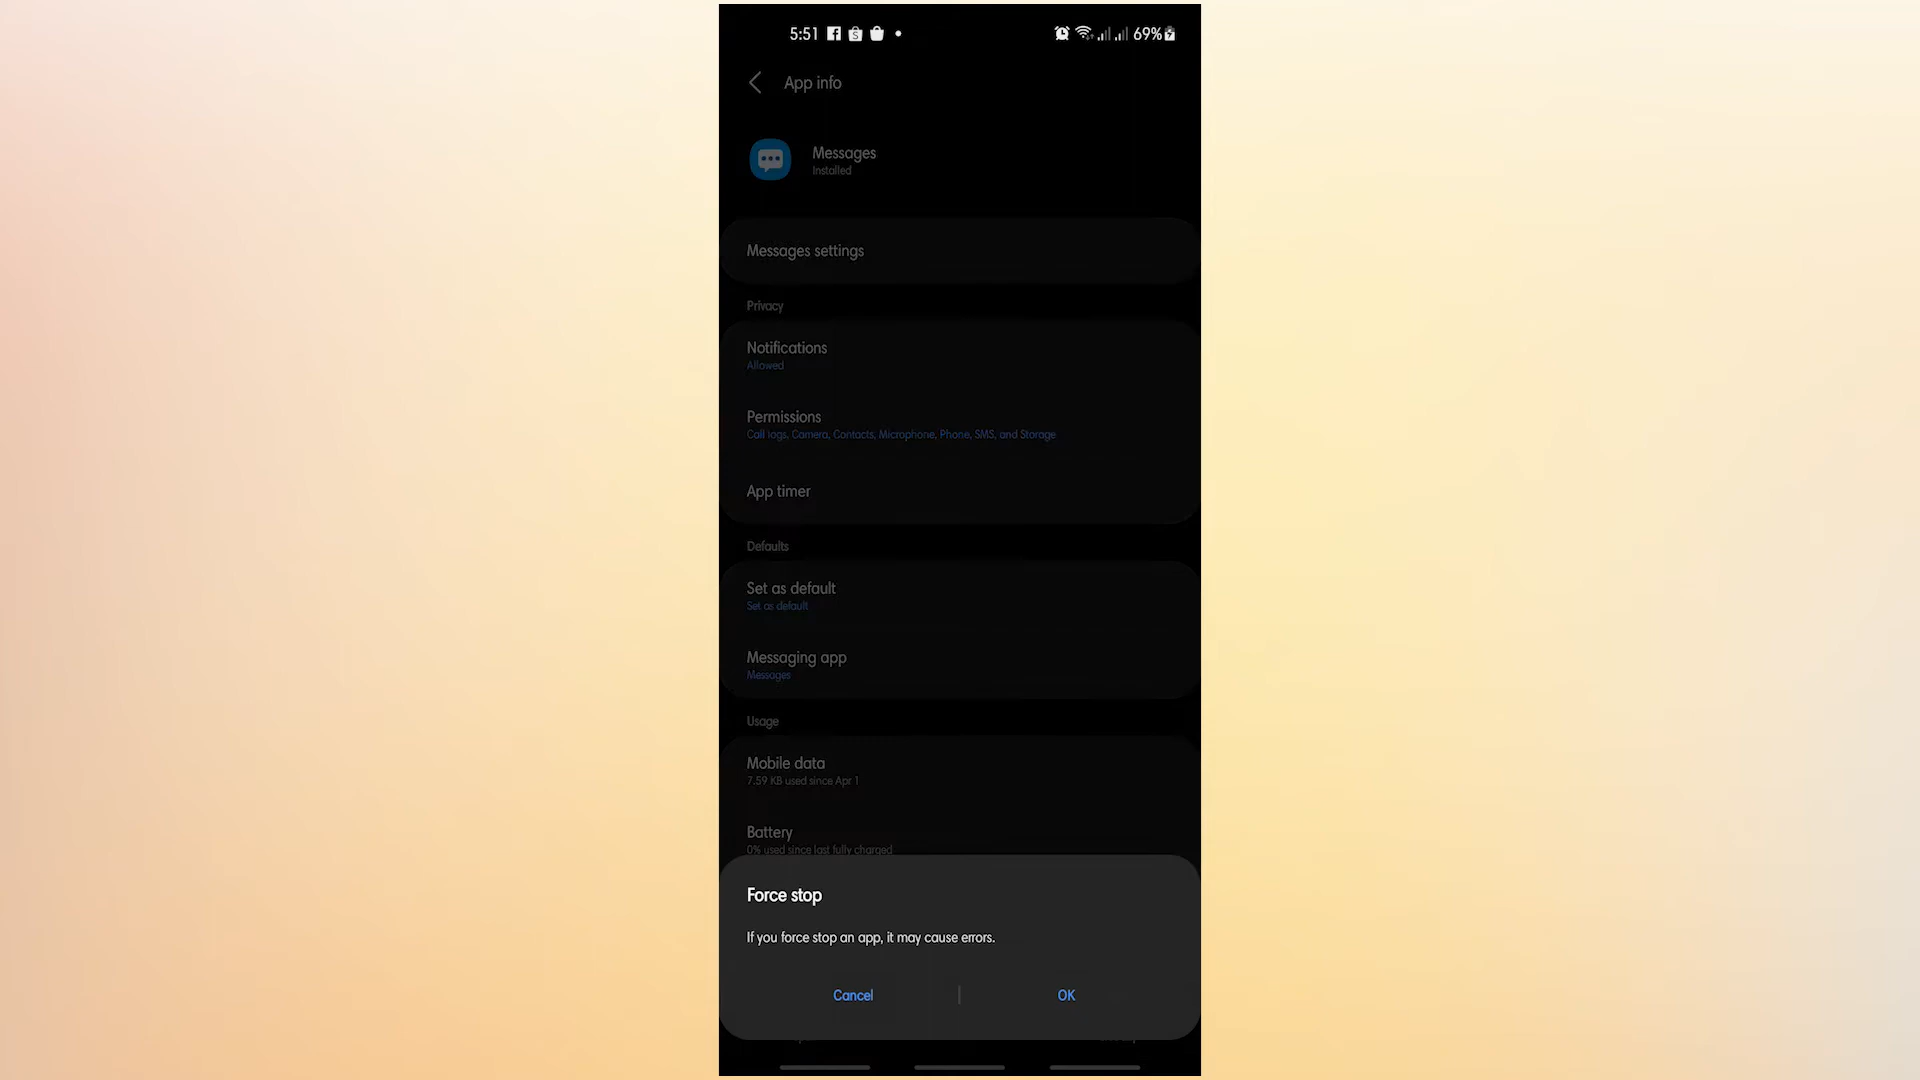 5:51
69%
App info
Messages
Installed
Messages settings
Privacy
Notifications
Allowed
Permissions
Call logs, Camera, Contacts, Microphone, Phone, SMS, and Storage
App timer
Defaults
Set as default
Set as default
Messaging app
Messages
Usage
Mobile data
7.59 KB used since Apr 1
Battery
0% used since last fully charged
Force stop
If you force stop an app, it may cause errors.
Cancel
OK